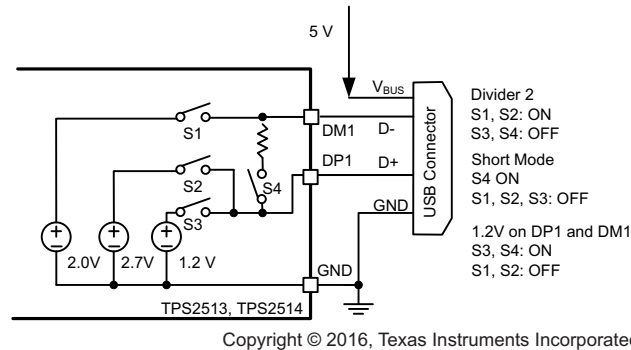 5 V
VBUS
S1
DM1
D-
S2
DP1
D+
S4
S3
GND
USB Connector
2.0V
2.7V
1.2 V
GND
TPS2513, TPS2514
Divider 2
S1, S2: ON
S3, S4: OFF
Short Mode
S4 ON
S1, S2, S3: OFF
1.2V on DP1 and DM1
S3, S4: ON
S1, S2: OFF
Copyright © 2016, Texas Instruments Incorporated